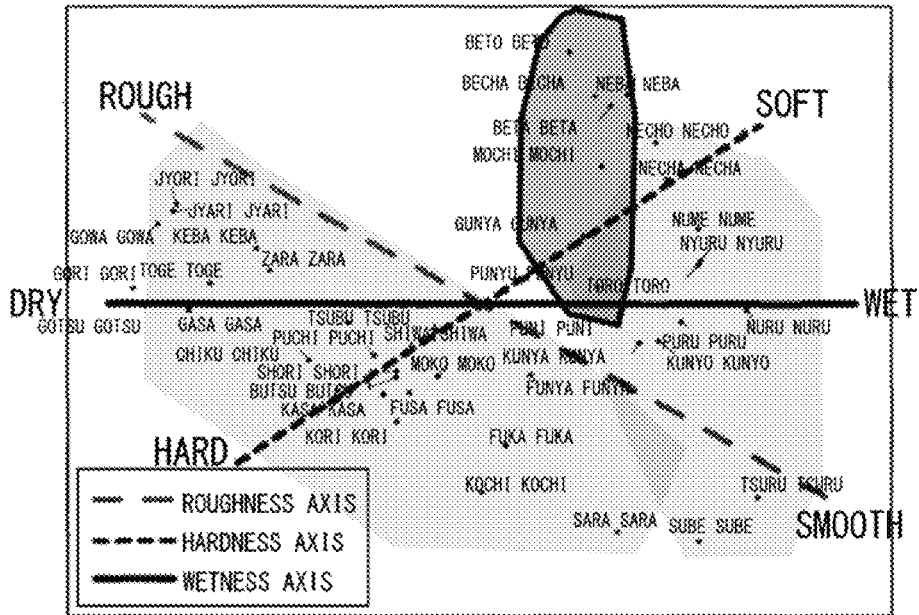 BETO BETO
BECHA BECHA
NEBA NEBA
ROUGH
SOFT
BETA BETA
NECHO NECHO
MOCHI MOCHI
NECHA NECHA
JYORI JYORI
JYARI JYARI
GUNYA GUNYA
NUME NUME
GOWA GOWA
KEBA KEBA
NYURU NYURU
ZARA ZARA
GORI GORI
TOGE TOGE
PUNYU PUNYU
TORO TORO
DRY
WET
GOTSU GOTSU
GASA GASA
TSUBU TSUBU
PUCHI PUCHI
SHIWA SHIWA
PUNI PUNI
NURU NURU
PURU PURU
CHIKU CHIKU
KUNYA KUNYA
KUNYO KUNYO
SHORI SHORI
MOKO MOKO
BUTSU BUTSU
FUNYA FUNYA
KASA KASA
FUSA FUSA
KORI KORI
FUKA FUKA
HARD
KOCHI KOCHI
TSURU TSURU
SARA SARA
SUBE SUBE
SMOOTH
ROUGHNESS AXIS
HARDNESS AXIS
WETNESS AXIS